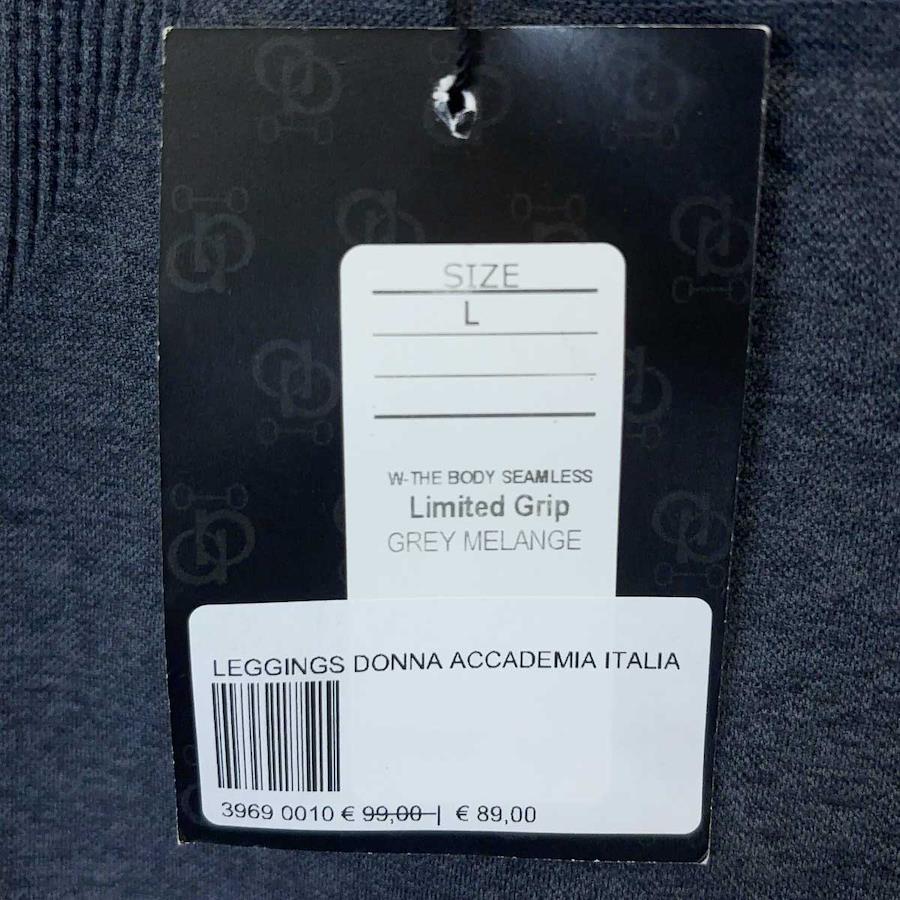 SIZE
L
W-THE BODY SEAMLESS
Limited Grip
GREY MELANGE
LEGGINGS DONNA ACCADEMIA ITALIA
3969 0010 € 99,00 | € 89,00